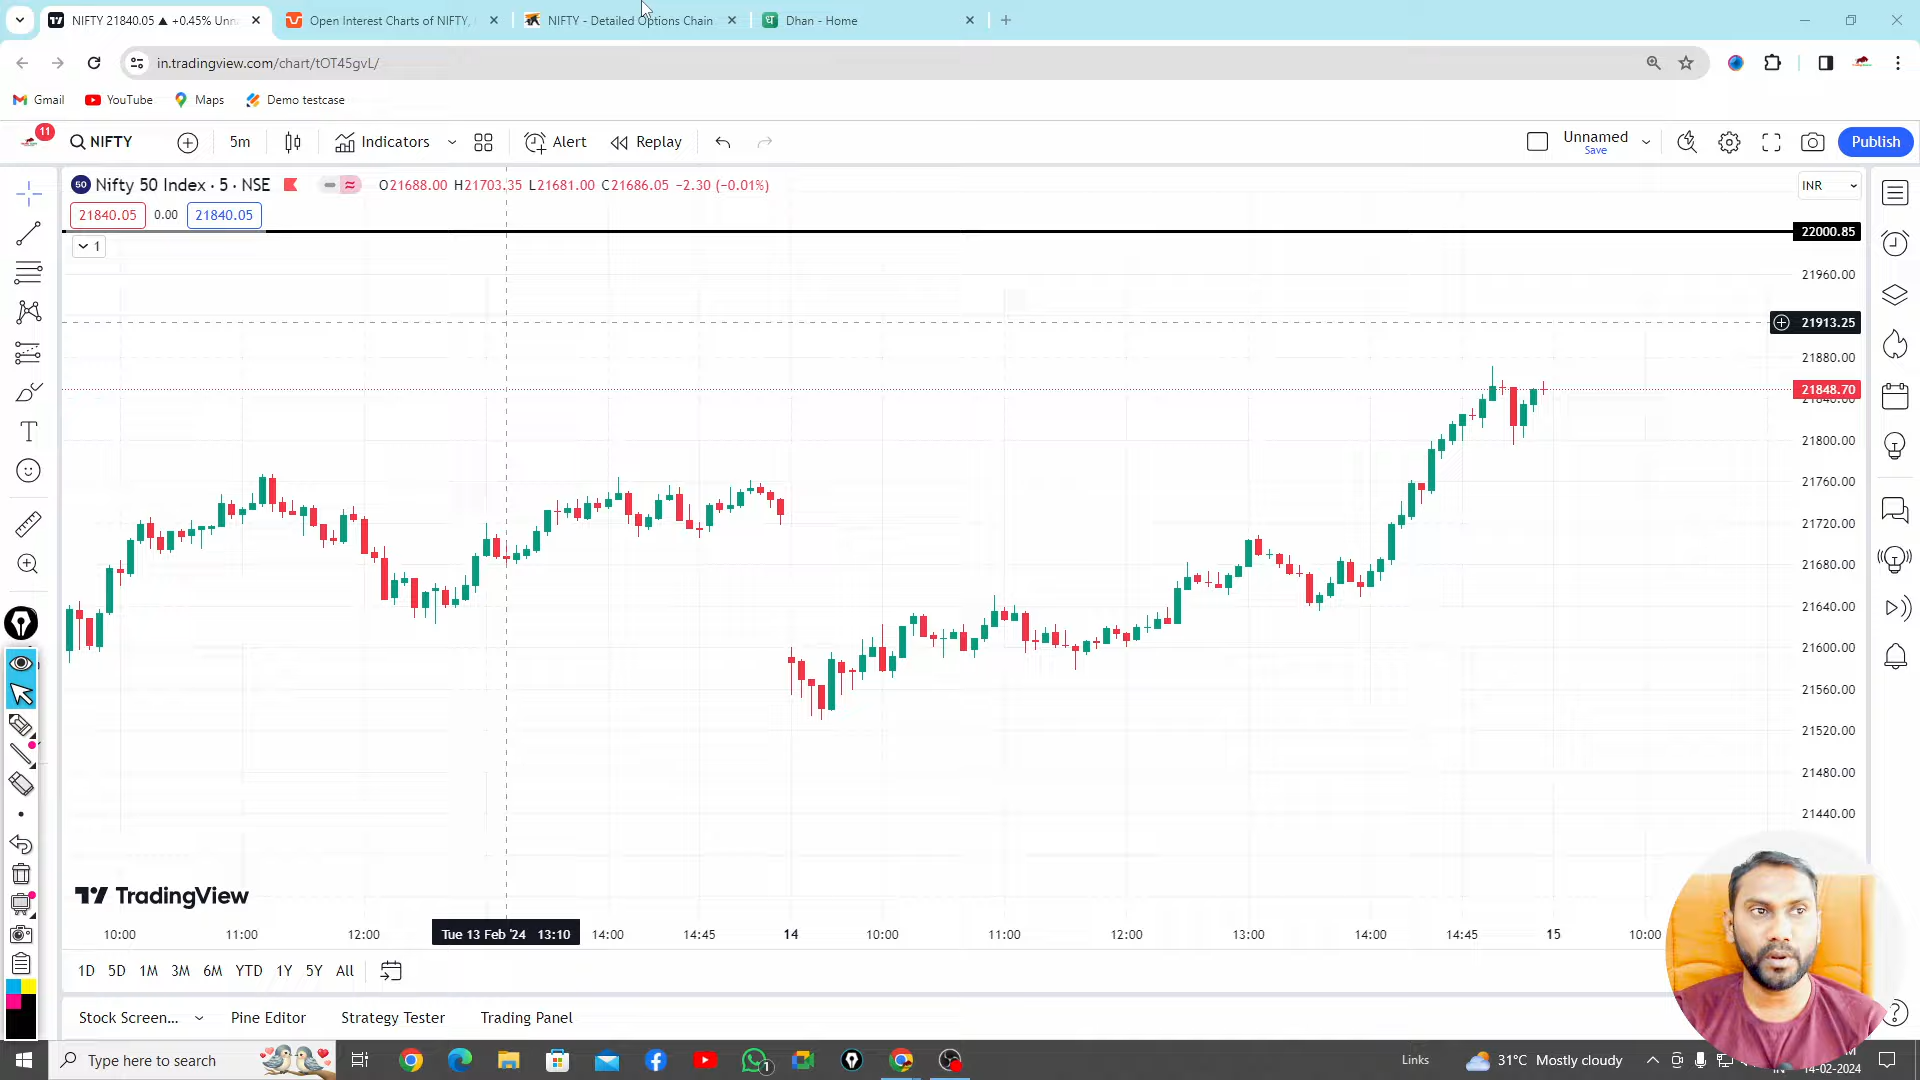 NIFTY 21840.05 ▲ +0.45% Unna
Open Interest Charts of NIFTY,
NIFTY - Detailed Options Chain
Dhan - Home
in.tradingview.com/chart/tOT45gvL/
Gmail
YouTube
Maps
Demo testcase
11
NIFTY
5m
Indicators
Alert
Replay
Unnamed
Save
Publish
50
Nifty 50 Index · 5 · NSE
O21688.00 H21703.35 L21681.00 C21686.05 −2.30 (−0.01%)
INR
21840.05
0.00
21840.05
1
22000.85
21960.00
21913.25
21880.00
21848.70
21840.00
21800.00
21760.00
21720.00
21680.00
21640.00
21600.00
21560.00
21520.00
21480.00
21440.00
TradingView
10:00
11:00
12:00
Tue 13 Feb '24 13:10
14:00
14:45
14
10:00
11:00
12:00
13:00
14:00
14:45
15
10:00
1D 5D 1M 3M 6M YTD 1Y 5Y All
Stock Screen...
Pine Editor
Strategy Tester
Trading Panel
Type here to search
1
Links
31°C Mostly cloudy
14-02-2024